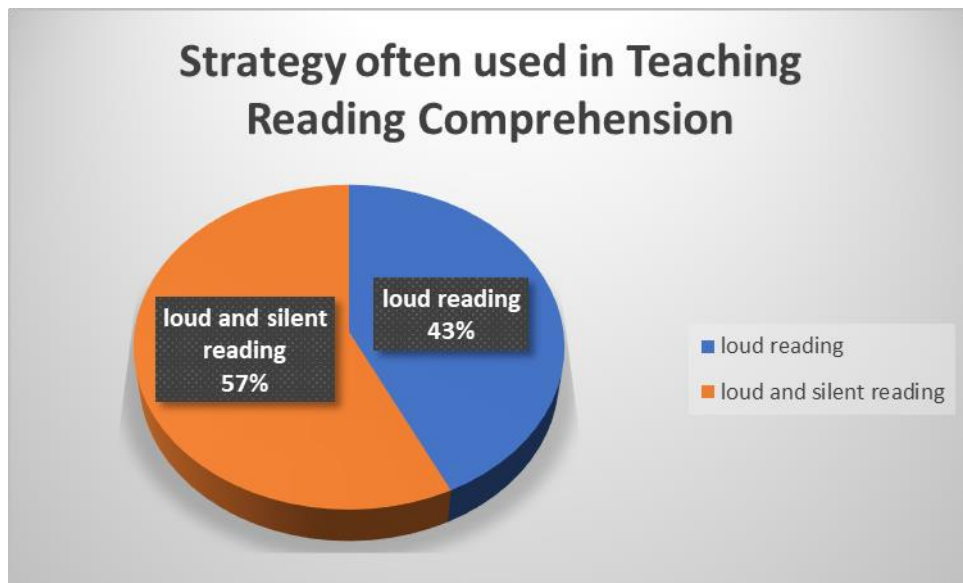 Strategy often used in Teaching
Reading Comprehension
loud and silent
reading
57%
loud reading
43%
loud reading
loud and silent reading